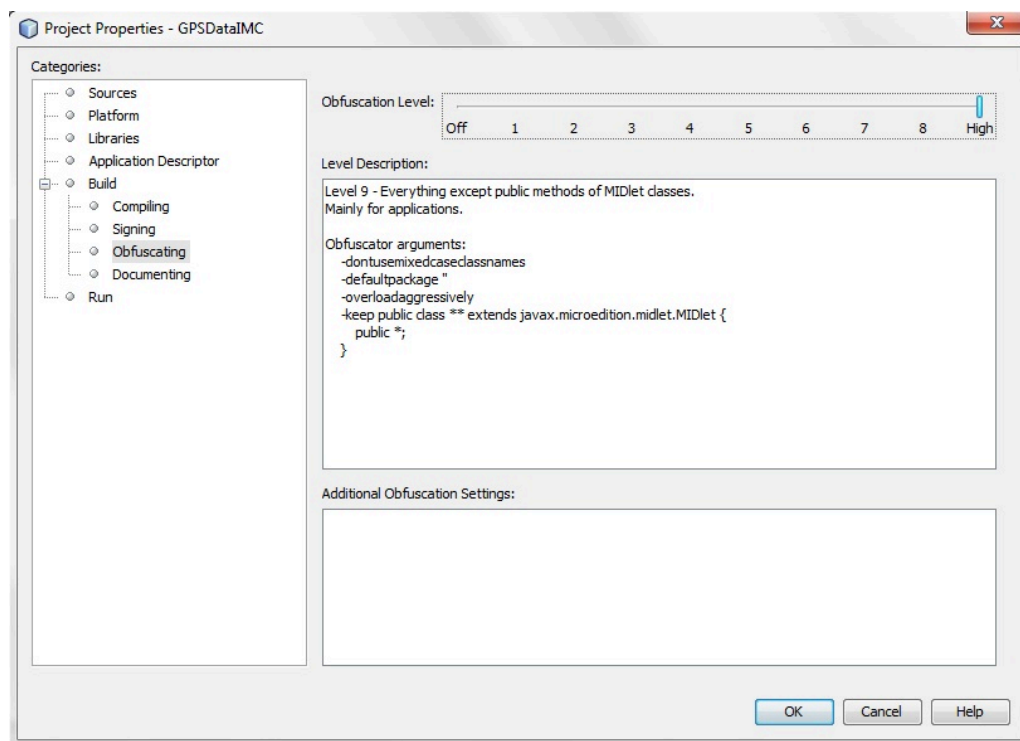 Project Properties - GPSDataIMC
Categories:
Sources
Platform
Libraries
Application Descriptor
Build
Compiling
Signing
Obfuscating
Documenting
Run
Obfuscation Level:
Off 1 2 3 4 5 6 7 8 High
Level Description:
Level 9 - Everything except public methods of MIDlet classes.
Mainly for applications.
Obfuscator arguments:
-dontusemixedcaseclassnames
-defaultpackage ''
-overloadaggressively
-keep public class ** extends javax.microedition.midlet.MIDlet {
public *;
}
Additional Obfuscation Settings:
OK Cancel Help